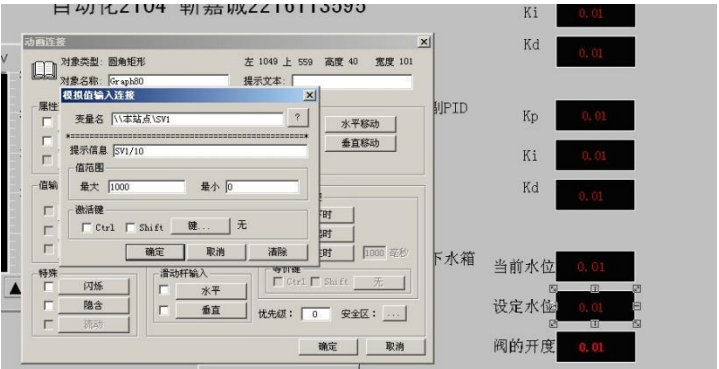 自动化2104 靳嘉诚2216113595
Ki 0.01
Kd 0.01
动画连接
对象类型: 圆角矩形 左 1049 上 559 高度 40 宽度 101
对象名称: Graph80 提示文本:
模拟值输入连接
变量名 \\本站点\SV1 ?
提示信息 SV1/10
值范围
最大 1000 最小 0
激活键
Ctrl Shift 键... 无
确定 取消 清除
水平移动
垂直移动
PID
Kp 0.01
Ki 0.01
Kd 0.01
1000 毫秒
特殊
闪烁
隐含
流动
滑动杆输入
水平
垂直
等价键
Ctrl Shift 无
优先级: 0 安全区: ...
确定 取消
下水箱
当前水位 0.01
设定水位 0.01
阀的开度 0.01